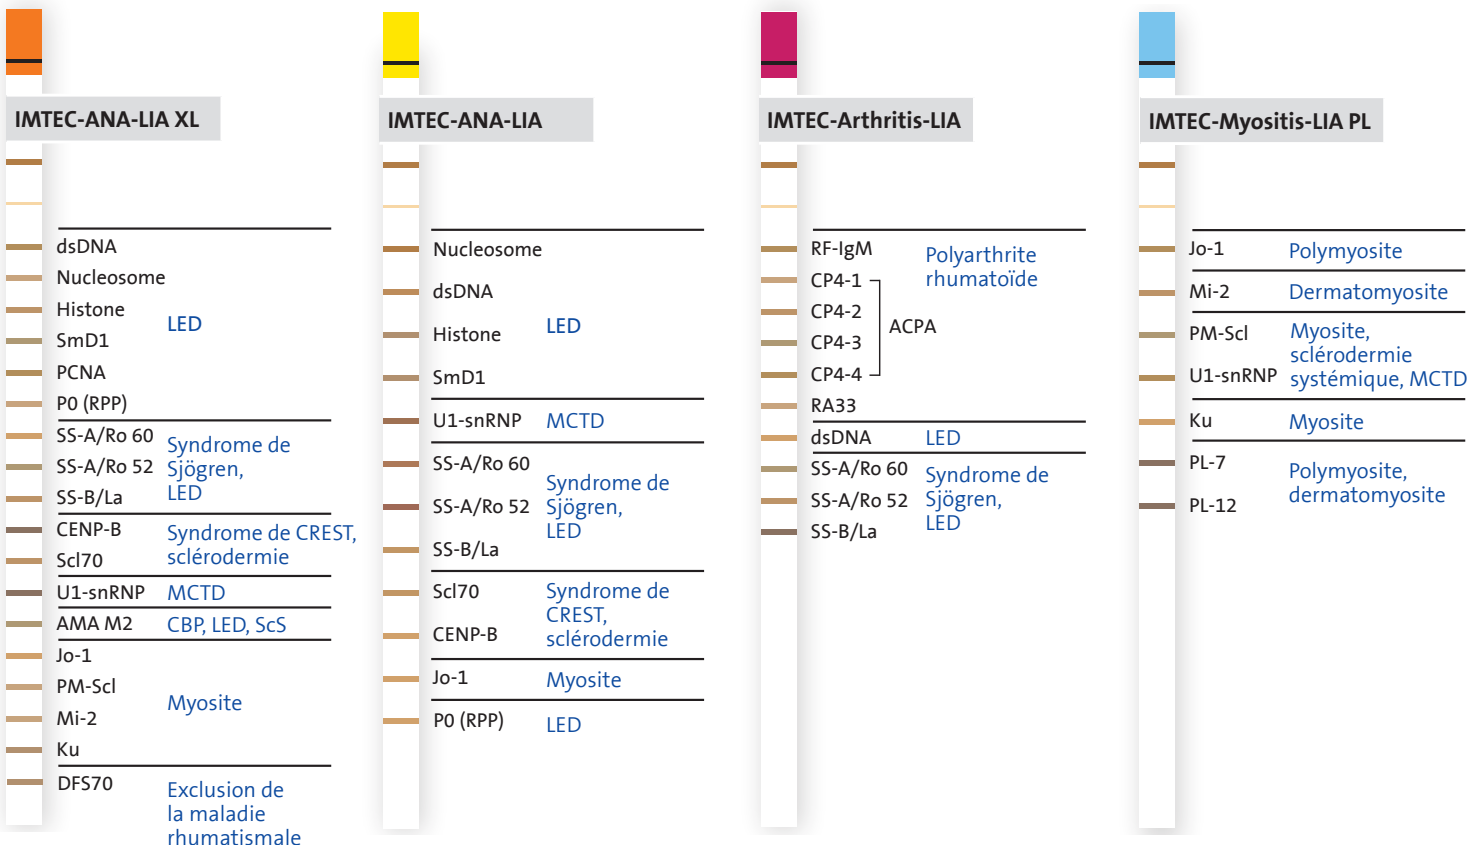 IMTEC-ANA-LIA XL
dsDNA
Nucleosome
Histone
LED
SmD1
PCNA
P0 (RPP)
SS-A/Ro 60
Syndrome de
SS-A/Ro 52
Sjögren,
SS-B/La
LED
CENP-B
Syndrome de CREST,
Scl70
sclérodermie
U1-snRNP
MCTD
AMA M2
CBP, LED, ScS
Jo-1
PM-Scl
Myosite
Mi-2
Ku
DFS70
Exclusion de
la maladie
rhumatismale
IMTEC-ANA-LIA
Nucleosome
dsDNA
Histone
LED
SmD1
U1-snRNP
MCTD
SS-A/Ro 60
Syndrome de
SS-A/Ro 52
Sjögren,
LED
SS-B/La
Scl70
Syndrome de
CREST,
CENP-B
sclérodermie
Jo-1
Myosite
P0 (RPP)
LED
IMTEC-Arthritis-LIA
RF-IgM
Polyarthrite
rhumatoïde
CP4-1
CP4-2
ACPA
CP4-3
CP4-4
RA33
dsDNA
LED
SS-A/Ro 60
Syndrome de
SS-A/Ro 52
Sjögren,
SS-B/La
LED
IMTEC-Myositis-LIA PL
Jo-1
Polymyosite
Mi-2
Dermatomyosite
PM-Scl
Myosite,
sclérodermie
U1-snRNP
systémique, MCTD
Ku
Myosite
PL-7
Polymyosite,
dermatomyosite
PL-12